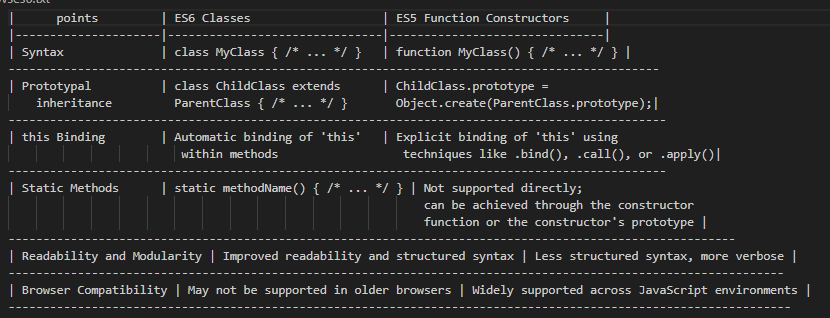 |      points         | ES6 Classes                   | ES5 Function Constructors     |
|---------------------|---------------------------|-------------------------------|
| Syntax              | class MyClass { /* ... */ }   | function MyClass() { /* ... */ } |
----------------------------------------------------------------------------------------------
| Prototypal          | class ChildClass extends      | ChildClass.prototype =
    inheritance         ParentClass { /* ... */ }       Object.create(ParentClass.prototype);|
-----------------------------------------------------------------------------------------------
| this Binding        | Automatic binding of 'this'   | Explicit binding of 'this' using
                         within methods                  techniques like .bind(), .call(), or .apply()|
-----------------------------------------------------------------------------------------------
| Static Methods      | static methodName() { /* ... */ } | Not supported directly;
                                                            can be achieved through the constructor
                                                            function or the constructor's prototype |
---------------------------------------------------------------------------------------------------------
| Readability and Modularity | Improved readability and structured syntax | Less structured syntax, more verbose |
----------------------------------------------------------------------------------------------------------------
| Browser Compatibility | May not be supported in older browsers | Widely supported across JavaScript environments |
-----------------------------------------------------------------------------------------------------------------